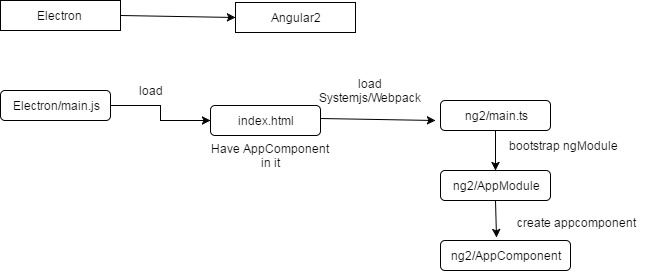 Electron
Angular2
load
load
Systemjs/Webpack
Electron/main.js
index.html
ng2/main.ts
Have AppComponent
in it
bootstrap ngModule
ng2/AppModule
create appcomponent
ng2/AppComponent